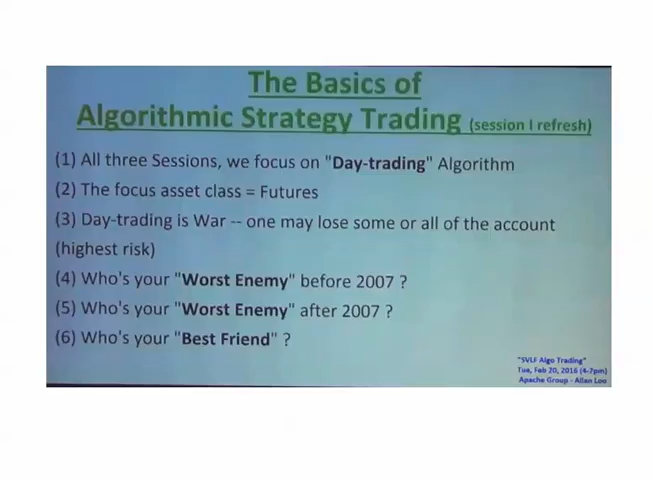 The Basics of
Algorithmic Strategy Trading (session I refresh)
(1) All three Sessions, we focus on "Day-trading" Algorithm
(2) The focus asset class = Futures
(3) Day-trading is War -- one may lose some or all of the account
(highest risk)
(4) Who's your "Worst Enemy" before 2007 ?
(5) Who's your "Worst Enemy" after 2007 ?
(6) Who's your "Best Friend" ?
"SVLF Algo Trading"
Tue, Feb 20, 2016 (4-7pm)
Apache Group - Allan Luo